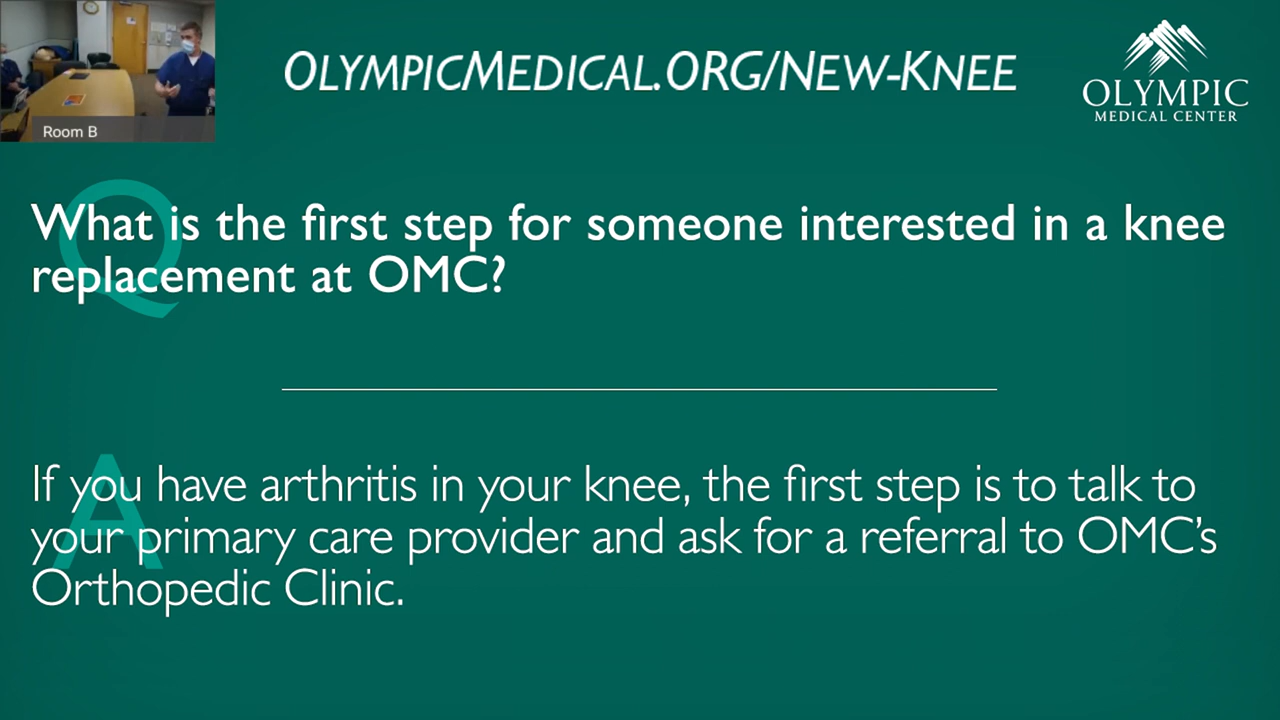 OLYMPICMEDICAL.ORG/NEW-KNEE
OLYMPIC
MEDICAL CENTER
Room B
Q
What is the first step for someone interested in a knee
replacement at OMC?
A
If you have arthritis in your knee, the first step is to talk to
your primary care provider and ask for a referral to OMC’s
Orthopedic Clinic.